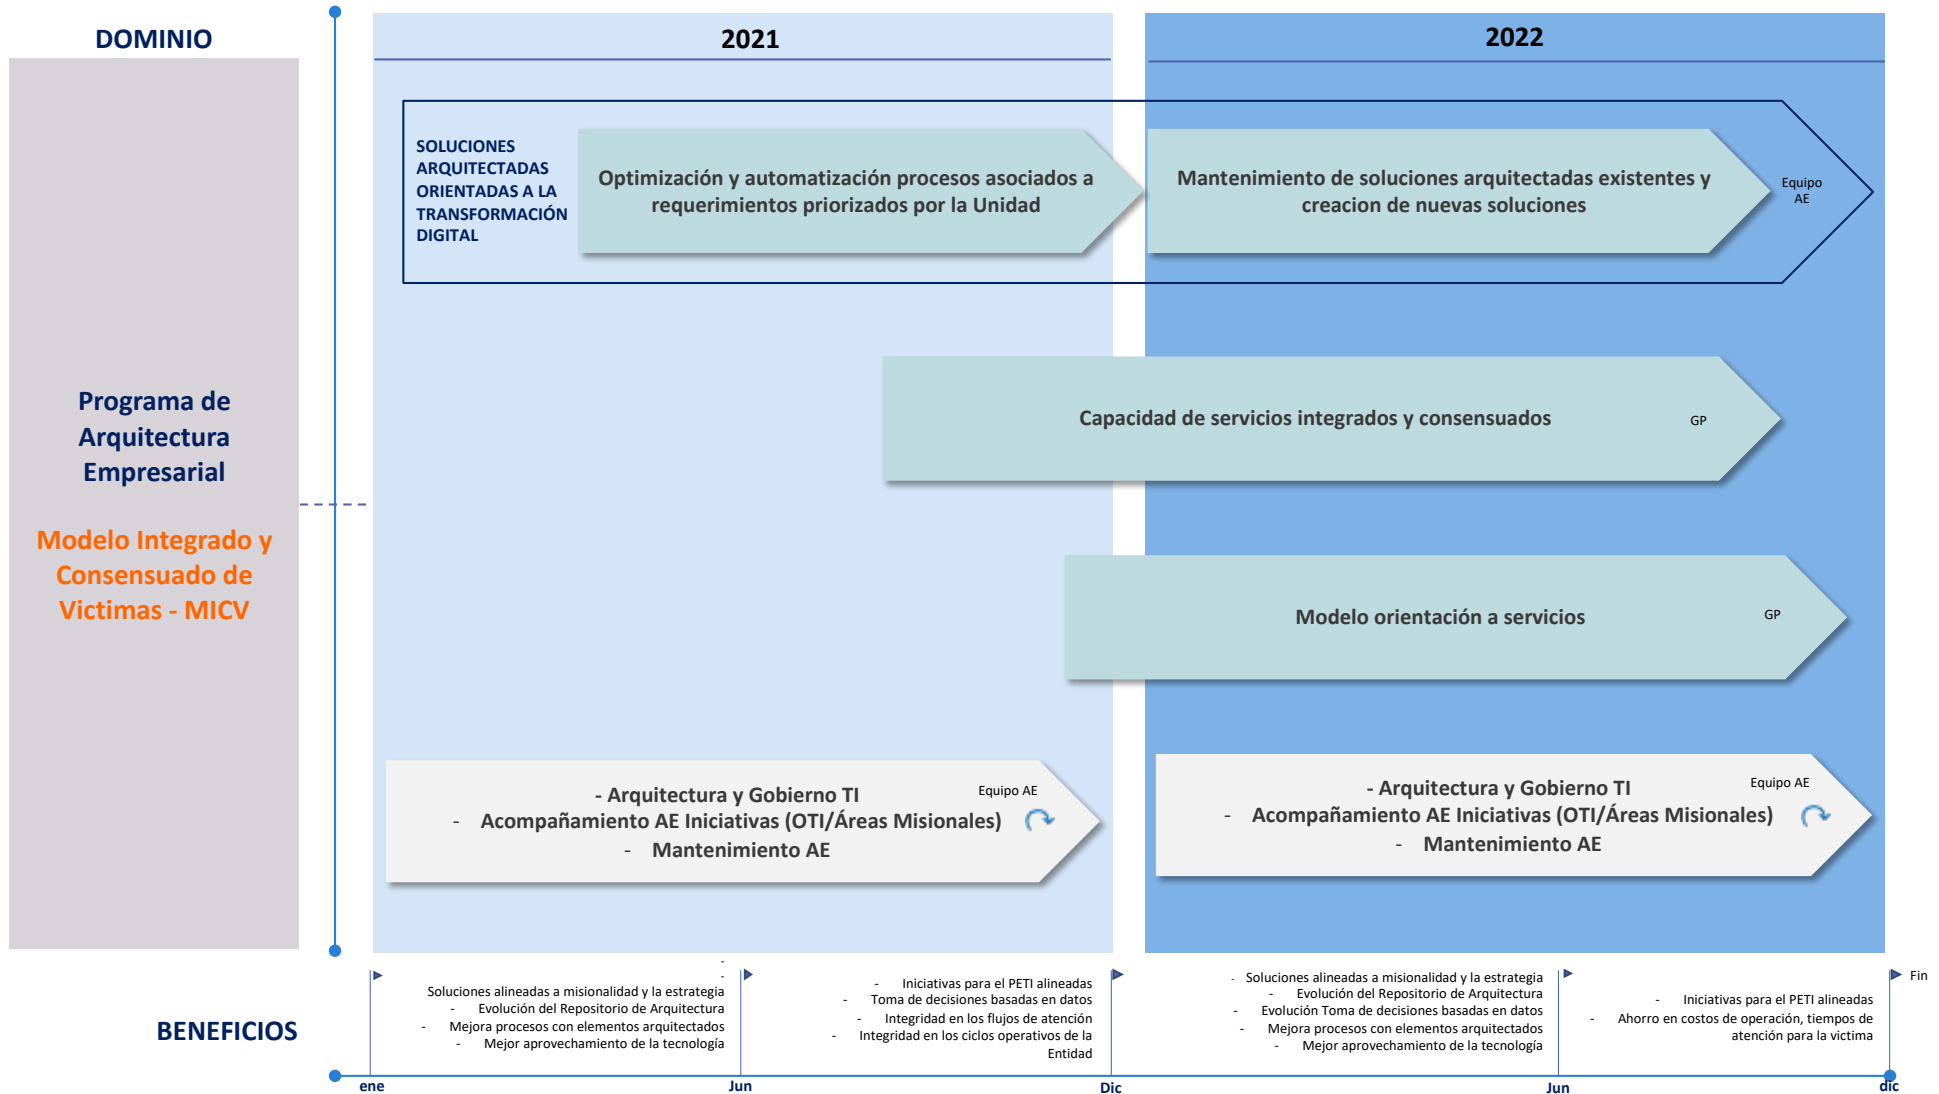 DOMINIO
2021
2022
SOLUCIONES
ARQUITECTADAS
ORIENTADAS A LA
TRANSFORMACIÓN
DIGITAL
Optimización y automatización procesos asociados a
requerimientos priorizados por la Unidad
Mantenimiento de soluciones arquitectadas existentes y
creacion de nuevas soluciones
Equipo
AE
Programa de
Arquitectura
Empresarial
Modelo Integrado y
Consensuado de
Victimas - MICV
Capacidad de servicios integrados y consensuados
GP
Modelo orientación a servicios
GP
- Arquitectura y Gobierno TI
- Acompañamiento AE Iniciativas (OTI/Áreas Misionales)
- Mantenimiento AE
Equipo AE
- Arquitectura y Gobierno TI
- Acompañamiento AE Iniciativas (OTI/Áreas Misionales)
- Mantenimiento AE
Equipo AE
BENEFICIOS
-
-
Soluciones alineadas a misionalidad y la estrategia
- Evolución del Repositorio de Arquitectura
- Mejora procesos con elementos arquitectados
- Mejor aprovechamiento de la tecnología
- Iniciativas para el PETI alineadas
- Toma de decisiones basadas en datos
- Integridad en los flujos de atención
- Integridad en los ciclos operativos de la
Entidad
- Soluciones alineadas a misionalidad y la estrategia
- Evolución del Repositorio de Arquitectura
- Evolución Toma de decisiones basadas en datos
- Mejora procesos con elementos arquitectados
- Mejor aprovechamiento de la tecnología
- Iniciativas para el PETI alineadas
- Ahorro en costos de operación, tiempos de
atención para la victima
Fin
ene
Jun
Dic
Jun
dic